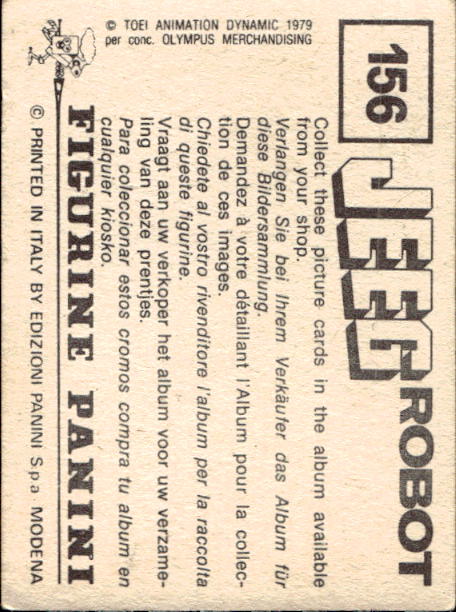 156
JEEG ROBOT
Collect these picture cards in the album available
from your shop.
Verlangen Sie bei Ihrem Verkäufer das Album für
diese Bildersammlung.
Demandez à votre détaillant l'Album pour la collec-
tion de ces images.
Chiedete al vostro rivenditore l'album per la raccolta
di queste figurine.
Vraagt aan uw verkoper het album voor uw verzame-
ling van deze prentjes.
Para coleccionar estos cromos compra tu album en
cualquier kiosko.
FIGURINE PANINI
© PRINTED IN ITALY BY EDIZIONI PANINI S.p.a MODENA
© TOEI ANIMATION DYNAMIC 1979
per conc. OLYMPUS MERCHANDISING